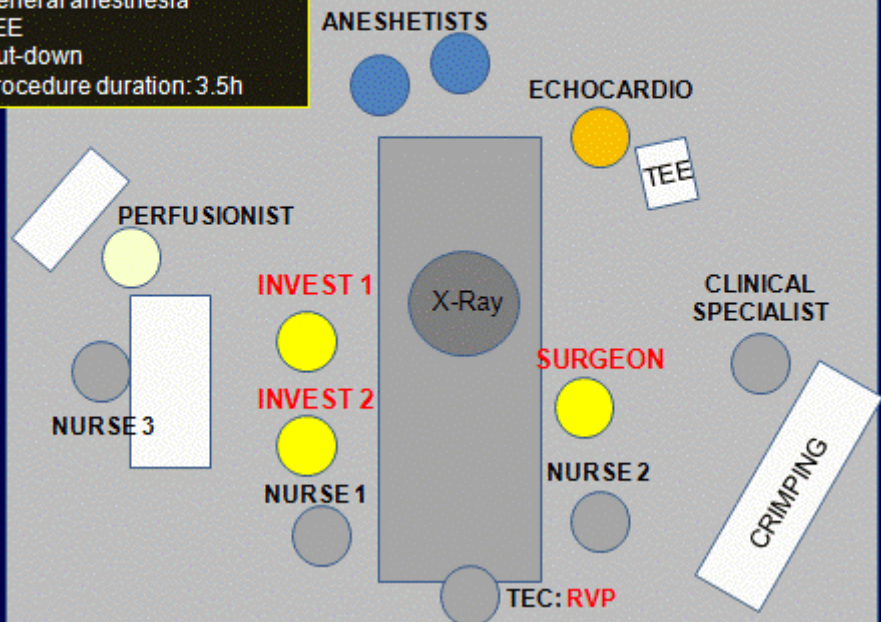 eneral anesthesia
EE
ut-down
rocedure duration: 3.5h
ANESHETISTS
ECHOCARDIO
TEE
PERFUSIONIST
INVEST 1
X-Ray
CLINICAL
SPECIALIST
SURGEON
INVEST 2
NURSE 3
NURSE 2
NURSE 1
CRIMPING
TEC: RVP